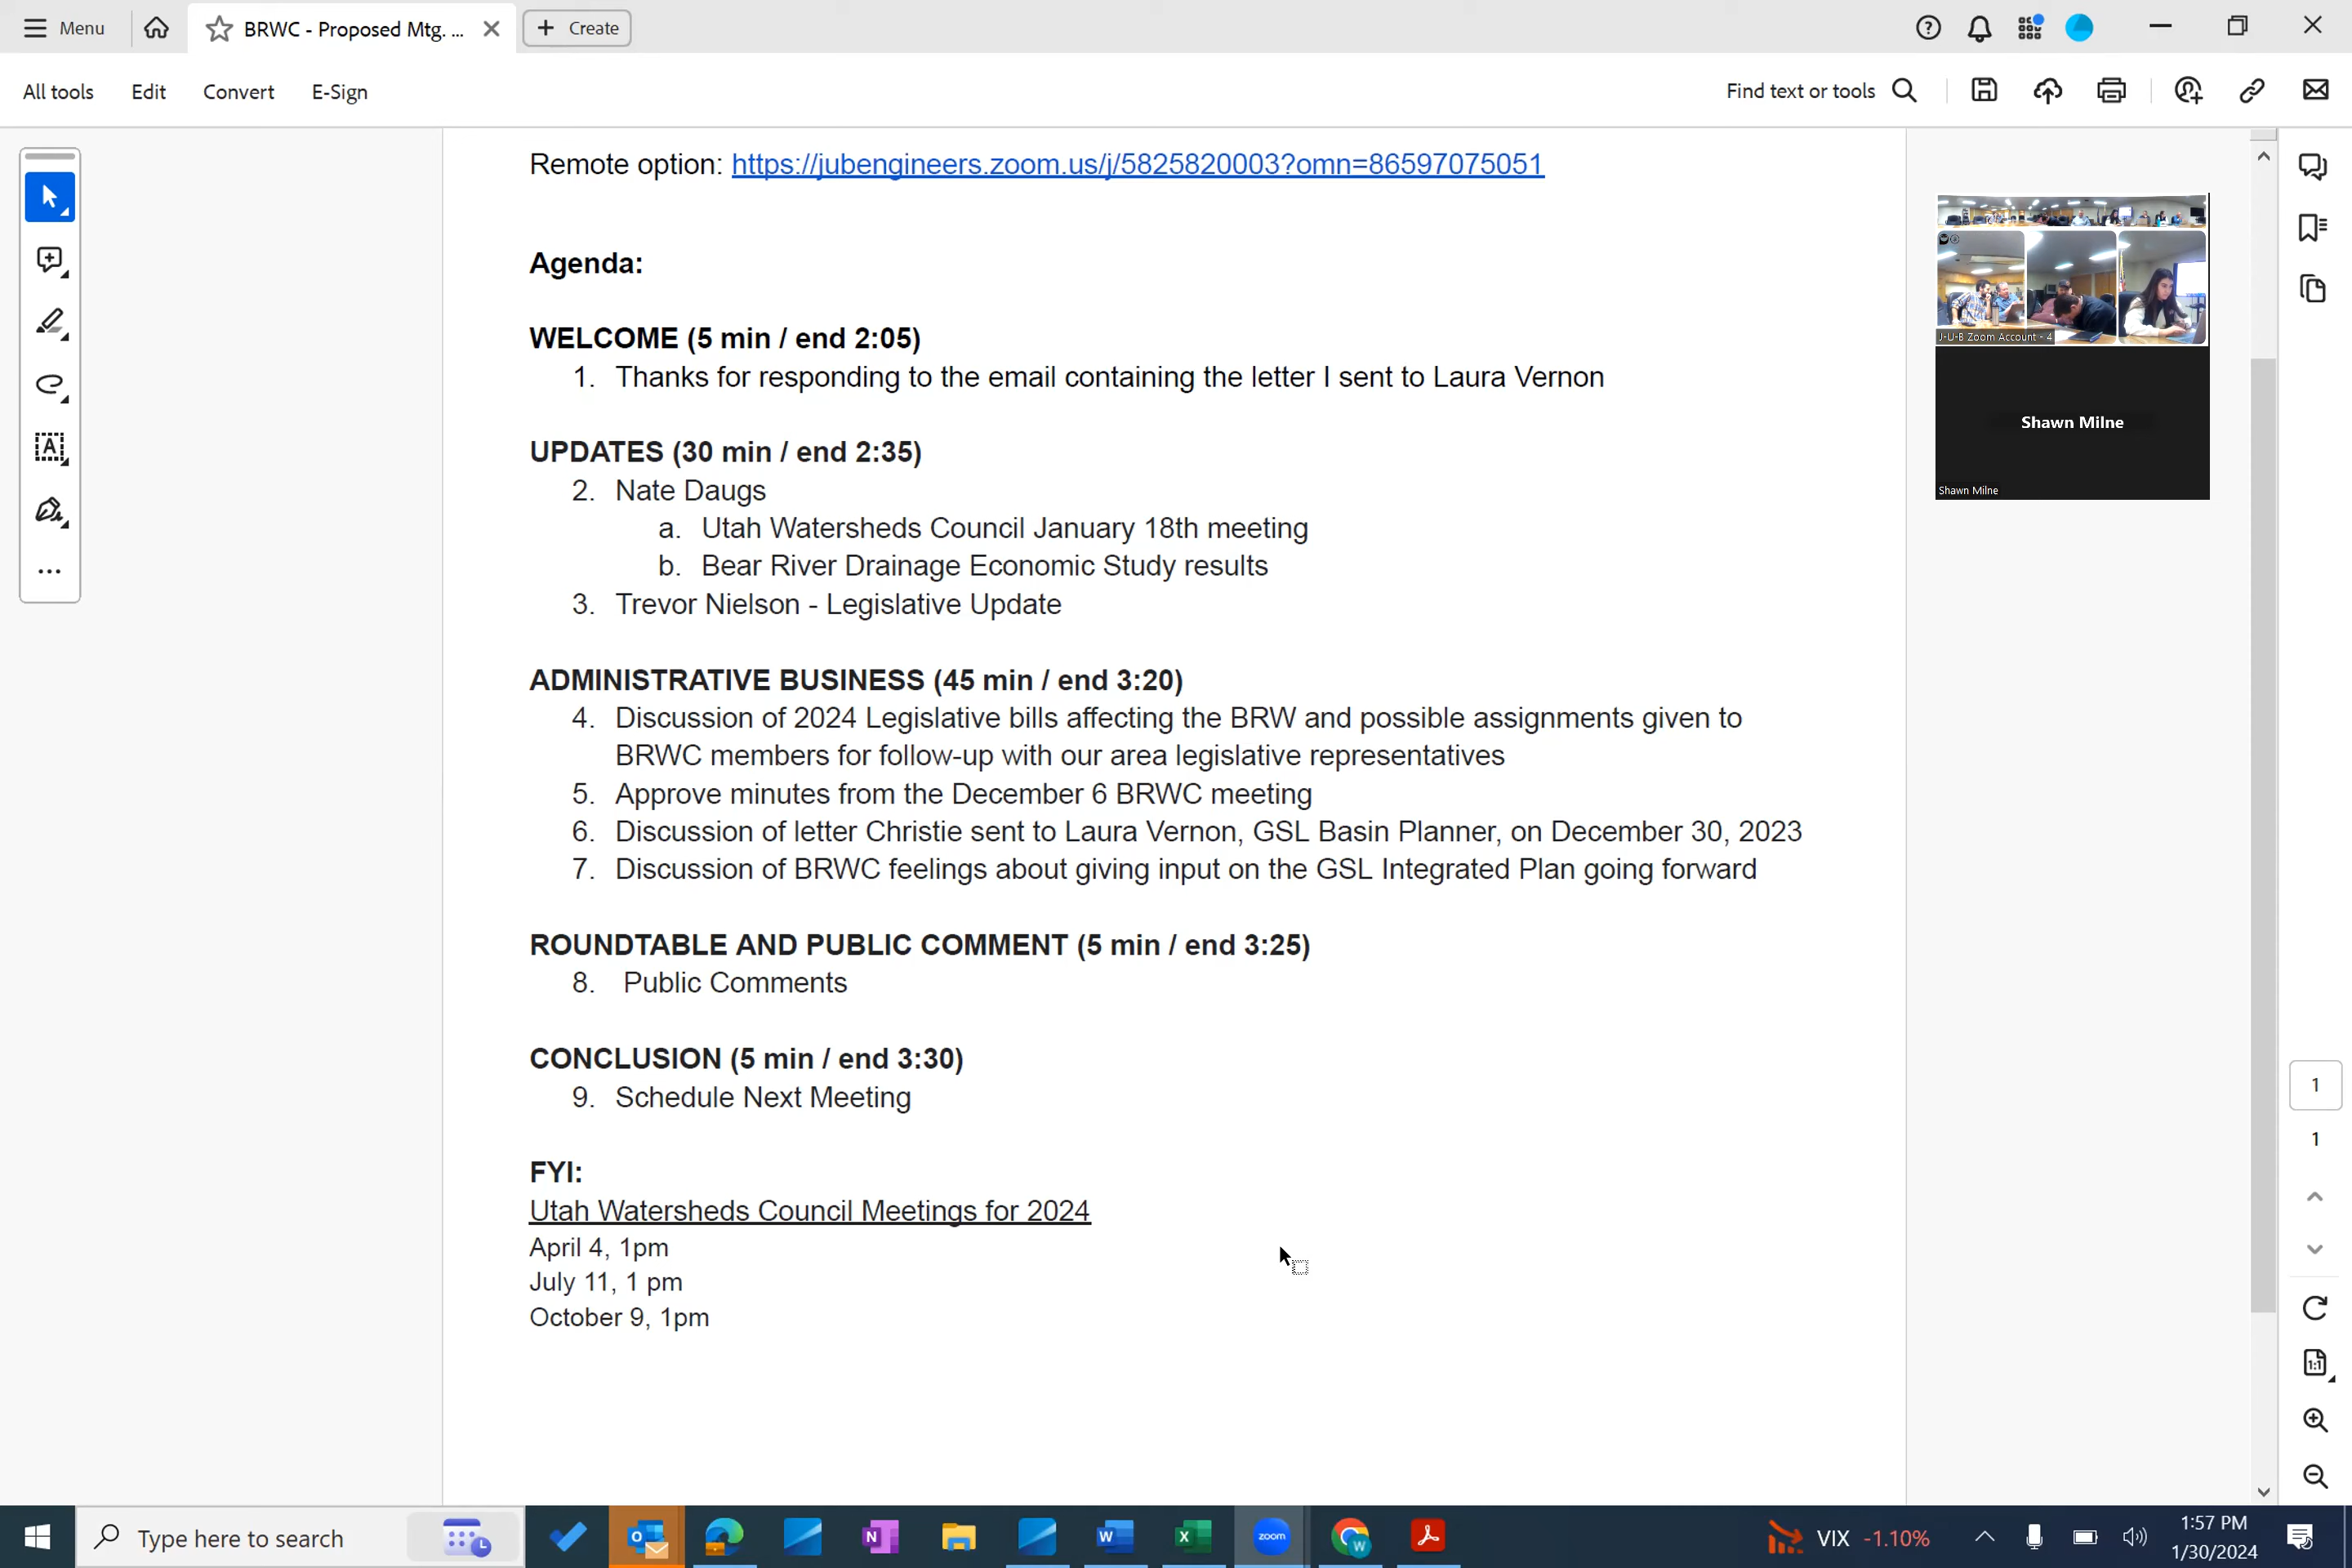 Menu
BRWC - Proposed Mtg. ...
Create
All tools
Edit
Convert
E-Sign
Find text or tools
Remote option: https://jubengineers.zoom.us/j/5825820003?omn=86597075051
Agenda:
WELCOME (5 min / end 2:05)
1. Thanks for responding to the email containing the letter I sent to Laura Vernon
UPDATES (30 min / end 2:35)
2. Nate Daugs
a. Utah Watersheds Council January 18th meeting
b. Bear River Drainage Economic Study results
3. Trevor Nielson - Legislative Update
ADMINISTRATIVE BUSINESS (45 min / end 3:20)
4. Discussion of 2024 Legislative bills affecting the BRW and possible assignments given to
BRWC members for follow-up with our area legislative representatives
5. Approve minutes from the December 6 BRWC meeting
6. Discussion of letter Christie sent to Laura Vernon, GSL Basin Planner, on December 30, 2023
7. Discussion of BRWC feelings about giving input on the GSL Integrated Plan going forward
ROUNDTABLE AND PUBLIC COMMENT (5 min / end 3:25)
8. Public Comments
CONCLUSION (5 min / end 3:30)
9. Schedule Next Meeting
FYI:
Utah Watersheds Council Meetings for 2024
April 4, 1pm
July 11, 1 pm
October 9, 1pm
J-U-B Zoom Account - 4
Shawn Milne
Shawn Milne
1
1
1:1
Type here to search
zoom
VIX -1.10%
1:57 PM
1/30/2024